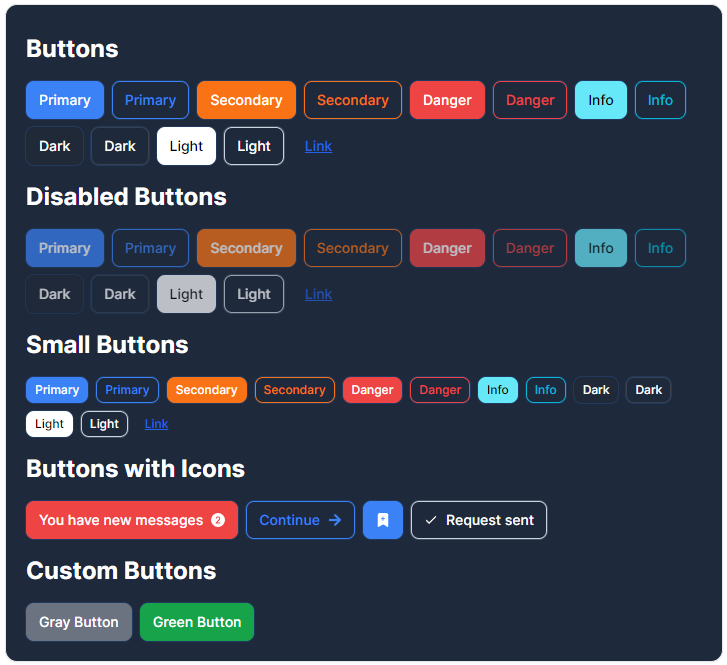 Buttons
Primary Primary Secondary Secondary Danger Danger Info Info
Dark Dark Light Light Link
Disabled Buttons
Primary Primary Secondary Secondary Danger Danger Info Info
Dark Dark Light Light Link
Small Buttons
Primary Primary Secondary Secondary Danger Danger Info Info Dark Dark
Light Light Link
Buttons with Icons
You have new messages 2 Continue Request sent
Custom Buttons
Gray Button Green Button